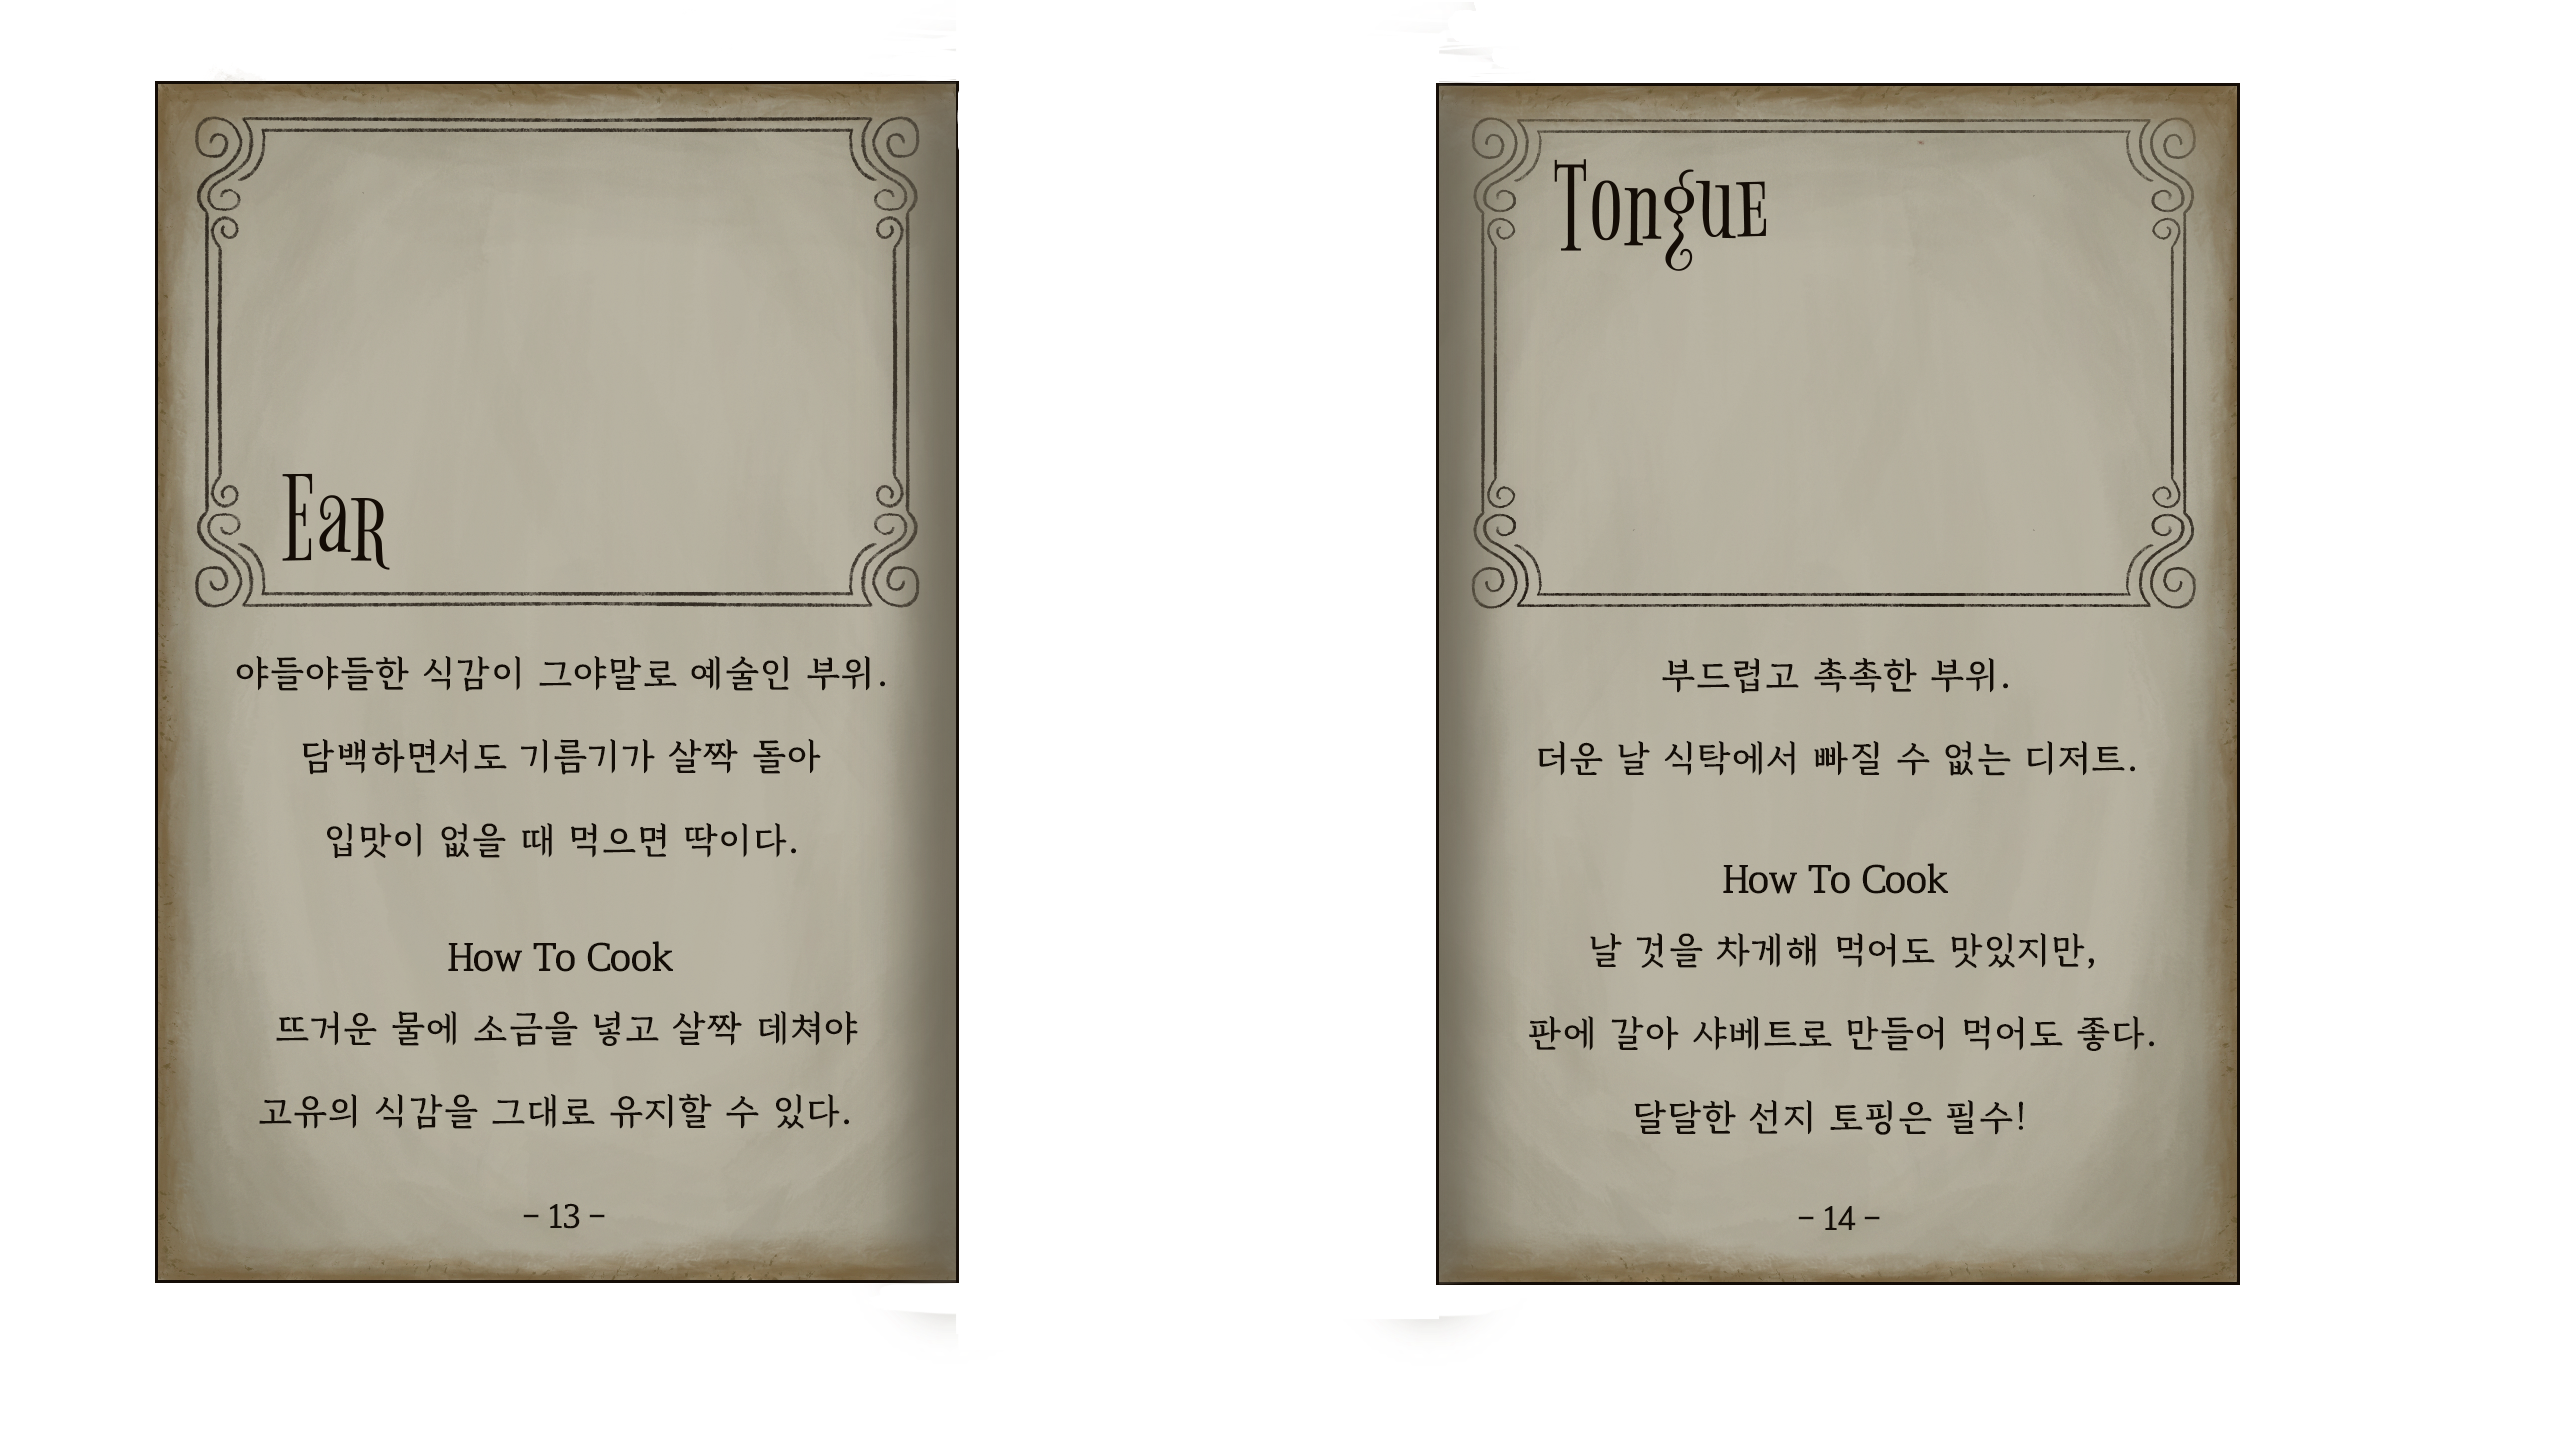 Ear
야들야들한 식감이 그야말로 예술인 부위.
담백하면서도 기름기가 살짝 돌아
입맛이 없을 때 먹으면 딱이다.
How To Cook
뜨거운 물에 소금을 넣고 살짝 데쳐야
고유의 식감을 그대로 유지할 수 있다.
- 13 -
Tongue
부드럽고 촉촉한 부위.
더운 날 식탁에서 빠질 수 없는 디저트.
How To Cook
날 것을 차게해 먹어도 맛있지만,
판에 갈아 샤베트로 만들어 먹어도 좋다.
달달한 선지 토핑은 필수!
- 14 -